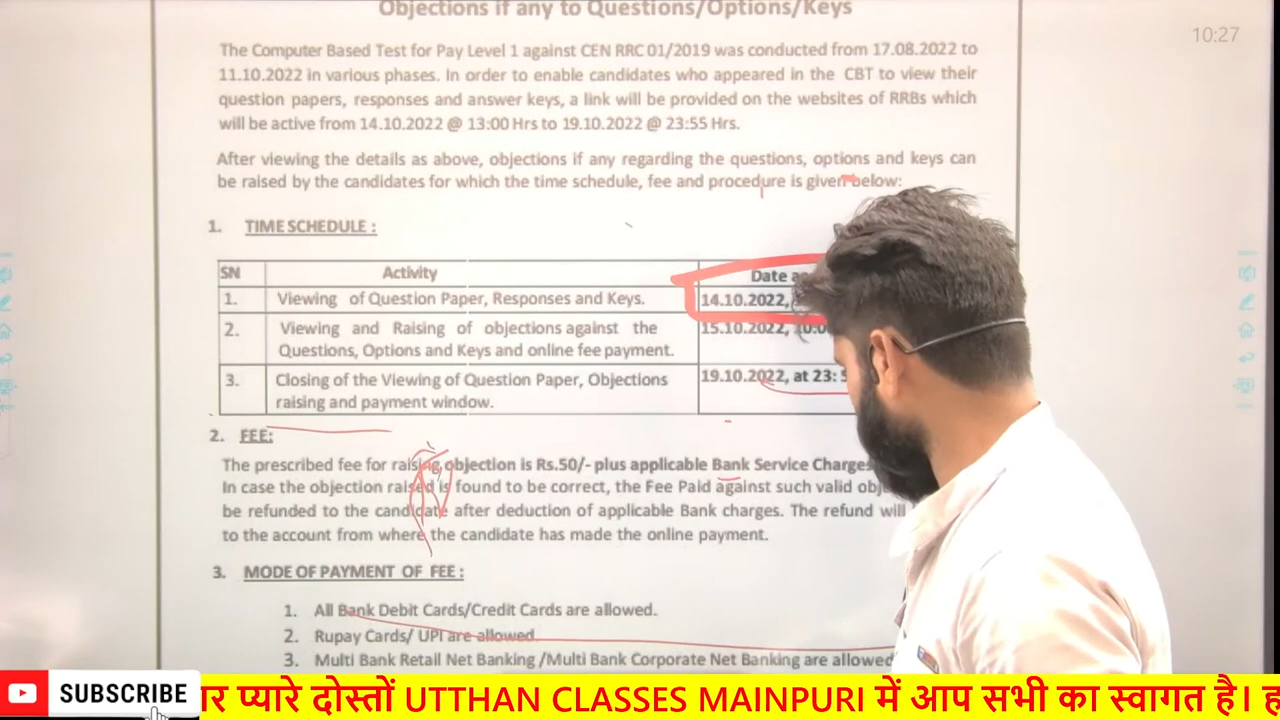 Objections if any to Questions/Options/Keys
10:27
The Computer Based Test for Pay Level 1 against CEN RRC 01/2019 was conducted from 17.08.2022 to
11.10.2022 in various phases. In order to enable candidates who appeared in the CBT to view their
question papers, responses and answer keys, a link will be provided on the websites of RRBs which
will be active from 14.10.2022 @ 13:00 Hrs to 19.10.2022 @ 23:55 Hrs.
After viewing the details as above, objections if any regarding the questions, options and keys can
be raised by the candidates for which the time schedule, fee and procedure is given below:
1. TIME SCHEDULE :
SN Activity Date
1. Viewing of Question Paper, Responses and Keys. 14.10.2022,
2. Viewing and Raising of objections against the 15.10.2022,
Questions, Options and Keys and online fee payment.
3. Closing of the Viewing of Question Paper, Objections 19.10.2022, at 23:
raising and payment window.
2. FEE:
The prescribed fee for raising objection is Rs.50/- plus applicable Bank Service Charges
In case the objection raised is found to be correct, the Fee Paid against such valid
be refunded to the candidate after deduction of applicable Bank charges. The refund will
to the account from where the candidate has made the online payment.
3. MODE OF PAYMENT OF FEE :
1. All Bank Debit Cards/Credit Cards are allowed.
2. Rupay Cards/ UPI are allowed.
3. Multi Bank Retail Net Banking /Multi Bank Corporate Net Banking are allowed
SUBSCRIBE
प्यारे दोस्तों UTTHAN CLASSES MAINPURI में आप सभी का स्वागत है।